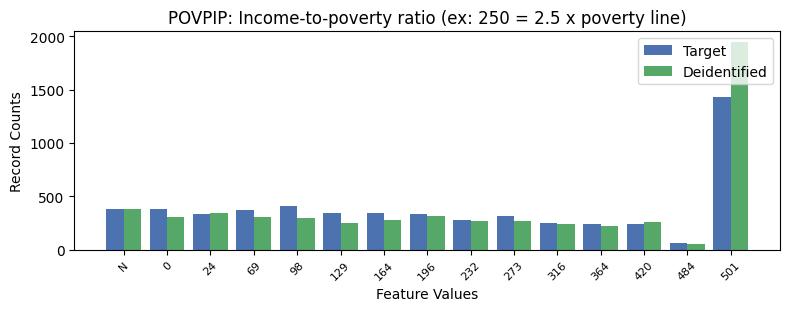 POVPIP: Income-to-poverty ratio (ex: 250 = 2.5 x poverty line)
2000
1500
1000
500
0
Record Counts
Target
Deidentified
N 0 24 69 98 129 164 196 232 273 316 364 420 484 501
Feature Values